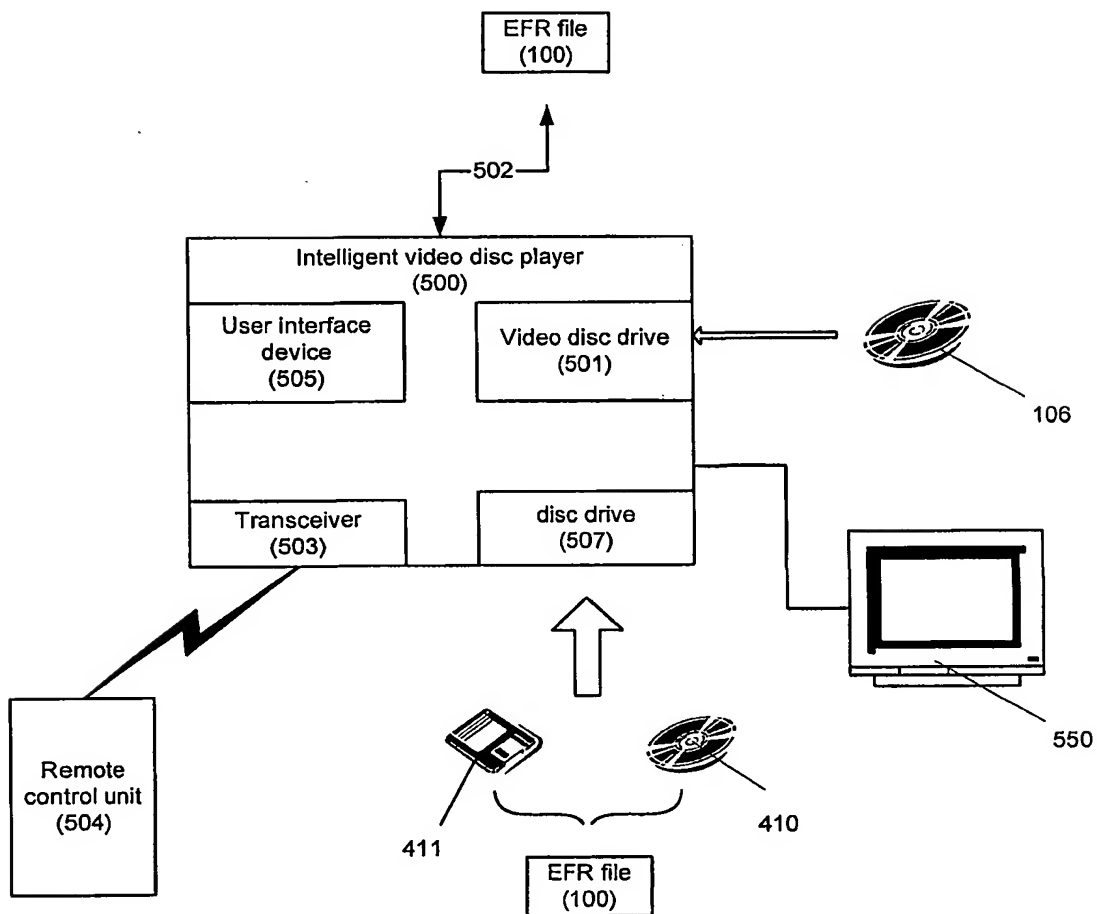 EFR file
(100)
502
Intelligent video disc player
(500)
User interface
device
(505)
Video disc drive
(501)
106
Transceiver
(503)
disc drive
(507)
550
Remote
control unit
(504)
411
410
EFR file
(100)